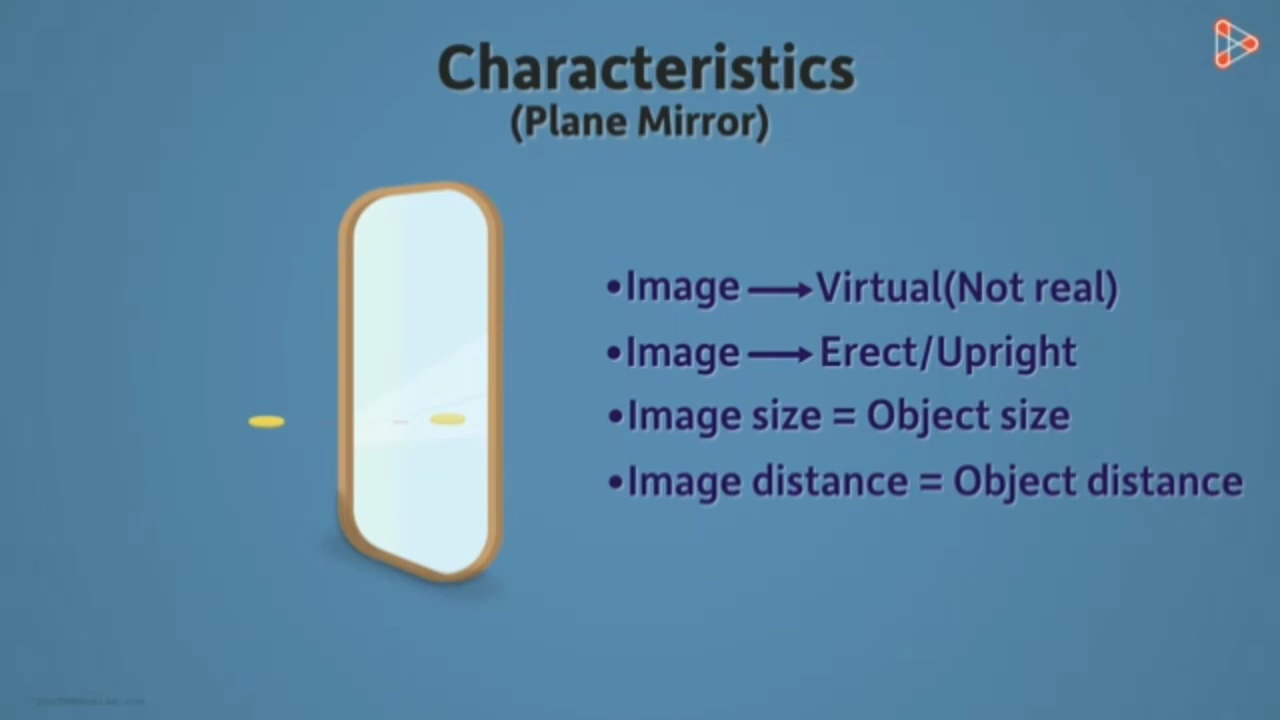 Characteristics
(Plane Mirror)
•Image→Virtual(Not real)
•Image→Erect/Upright
•Image size = Object size
•Image distance = Object distance